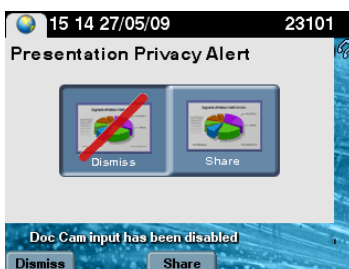 15 14 27/05/09 23101
Presentation Privacy Alert
Dismiss Share
Doc Cam input has been disabled
Dismiss Share